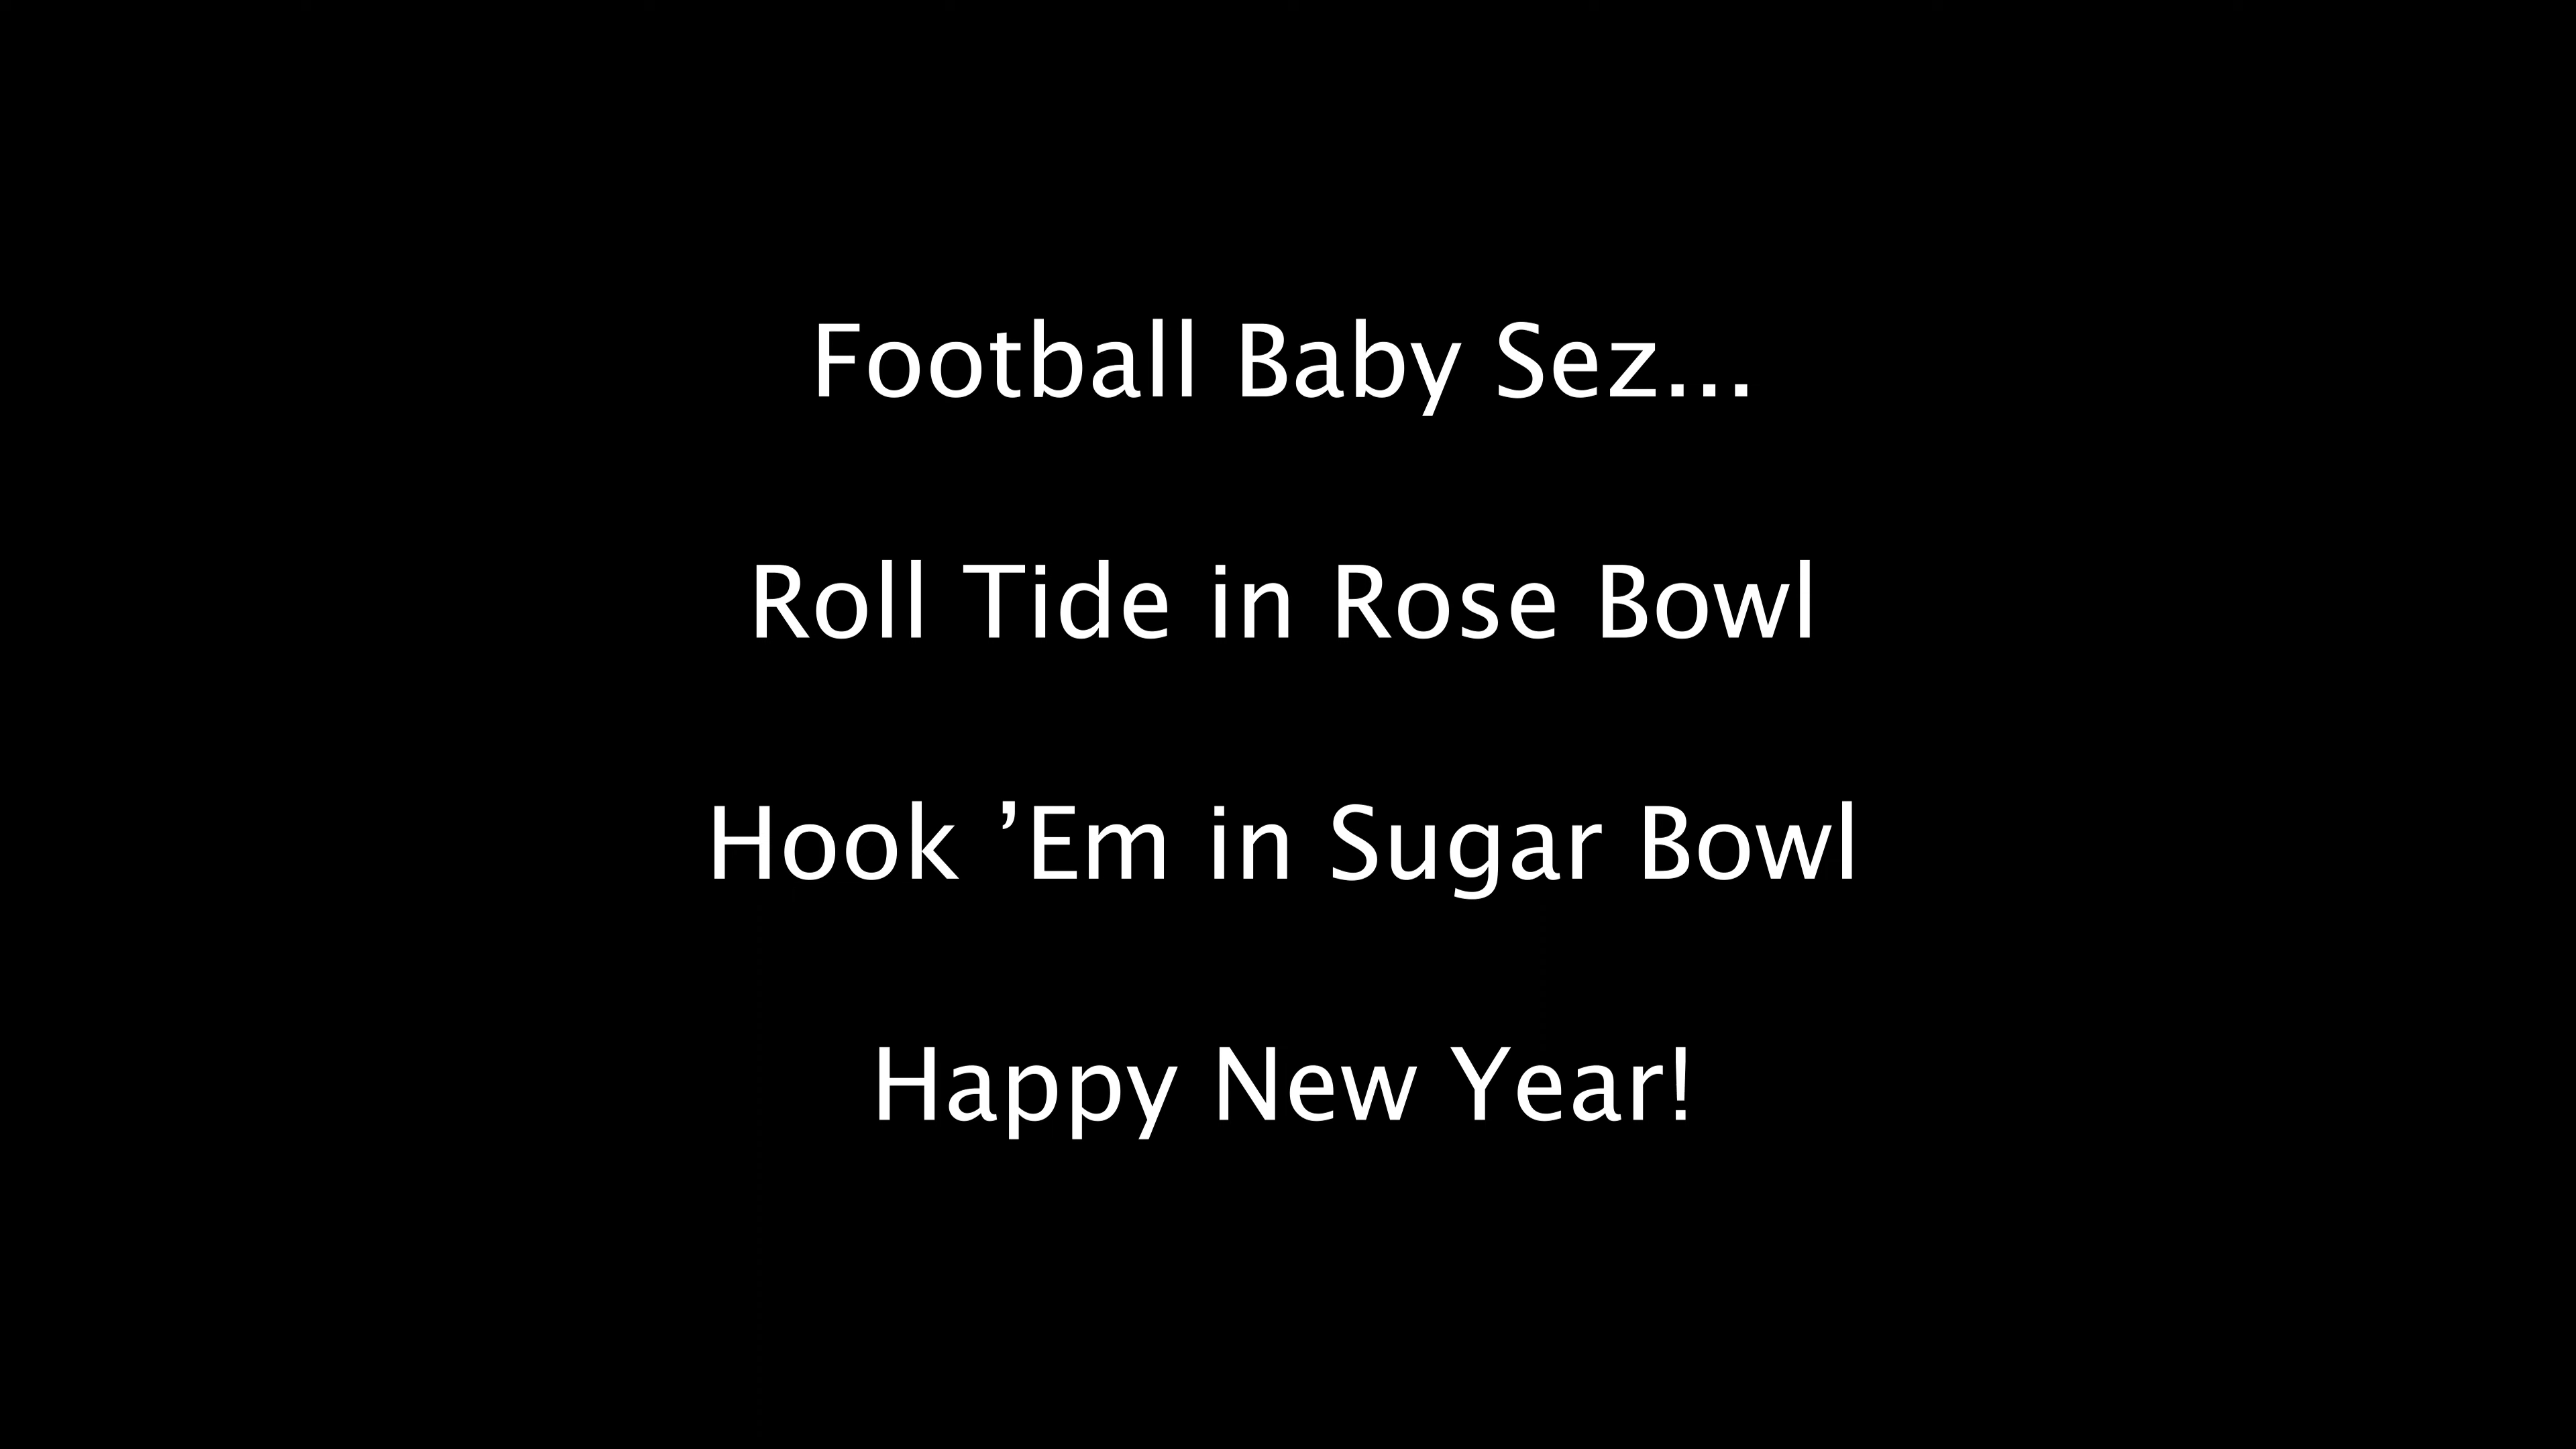 Football Baby Sez...
Roll Tide in Rose Bowl
Hook ’Em in Sugar Bowl
Happy New Year!